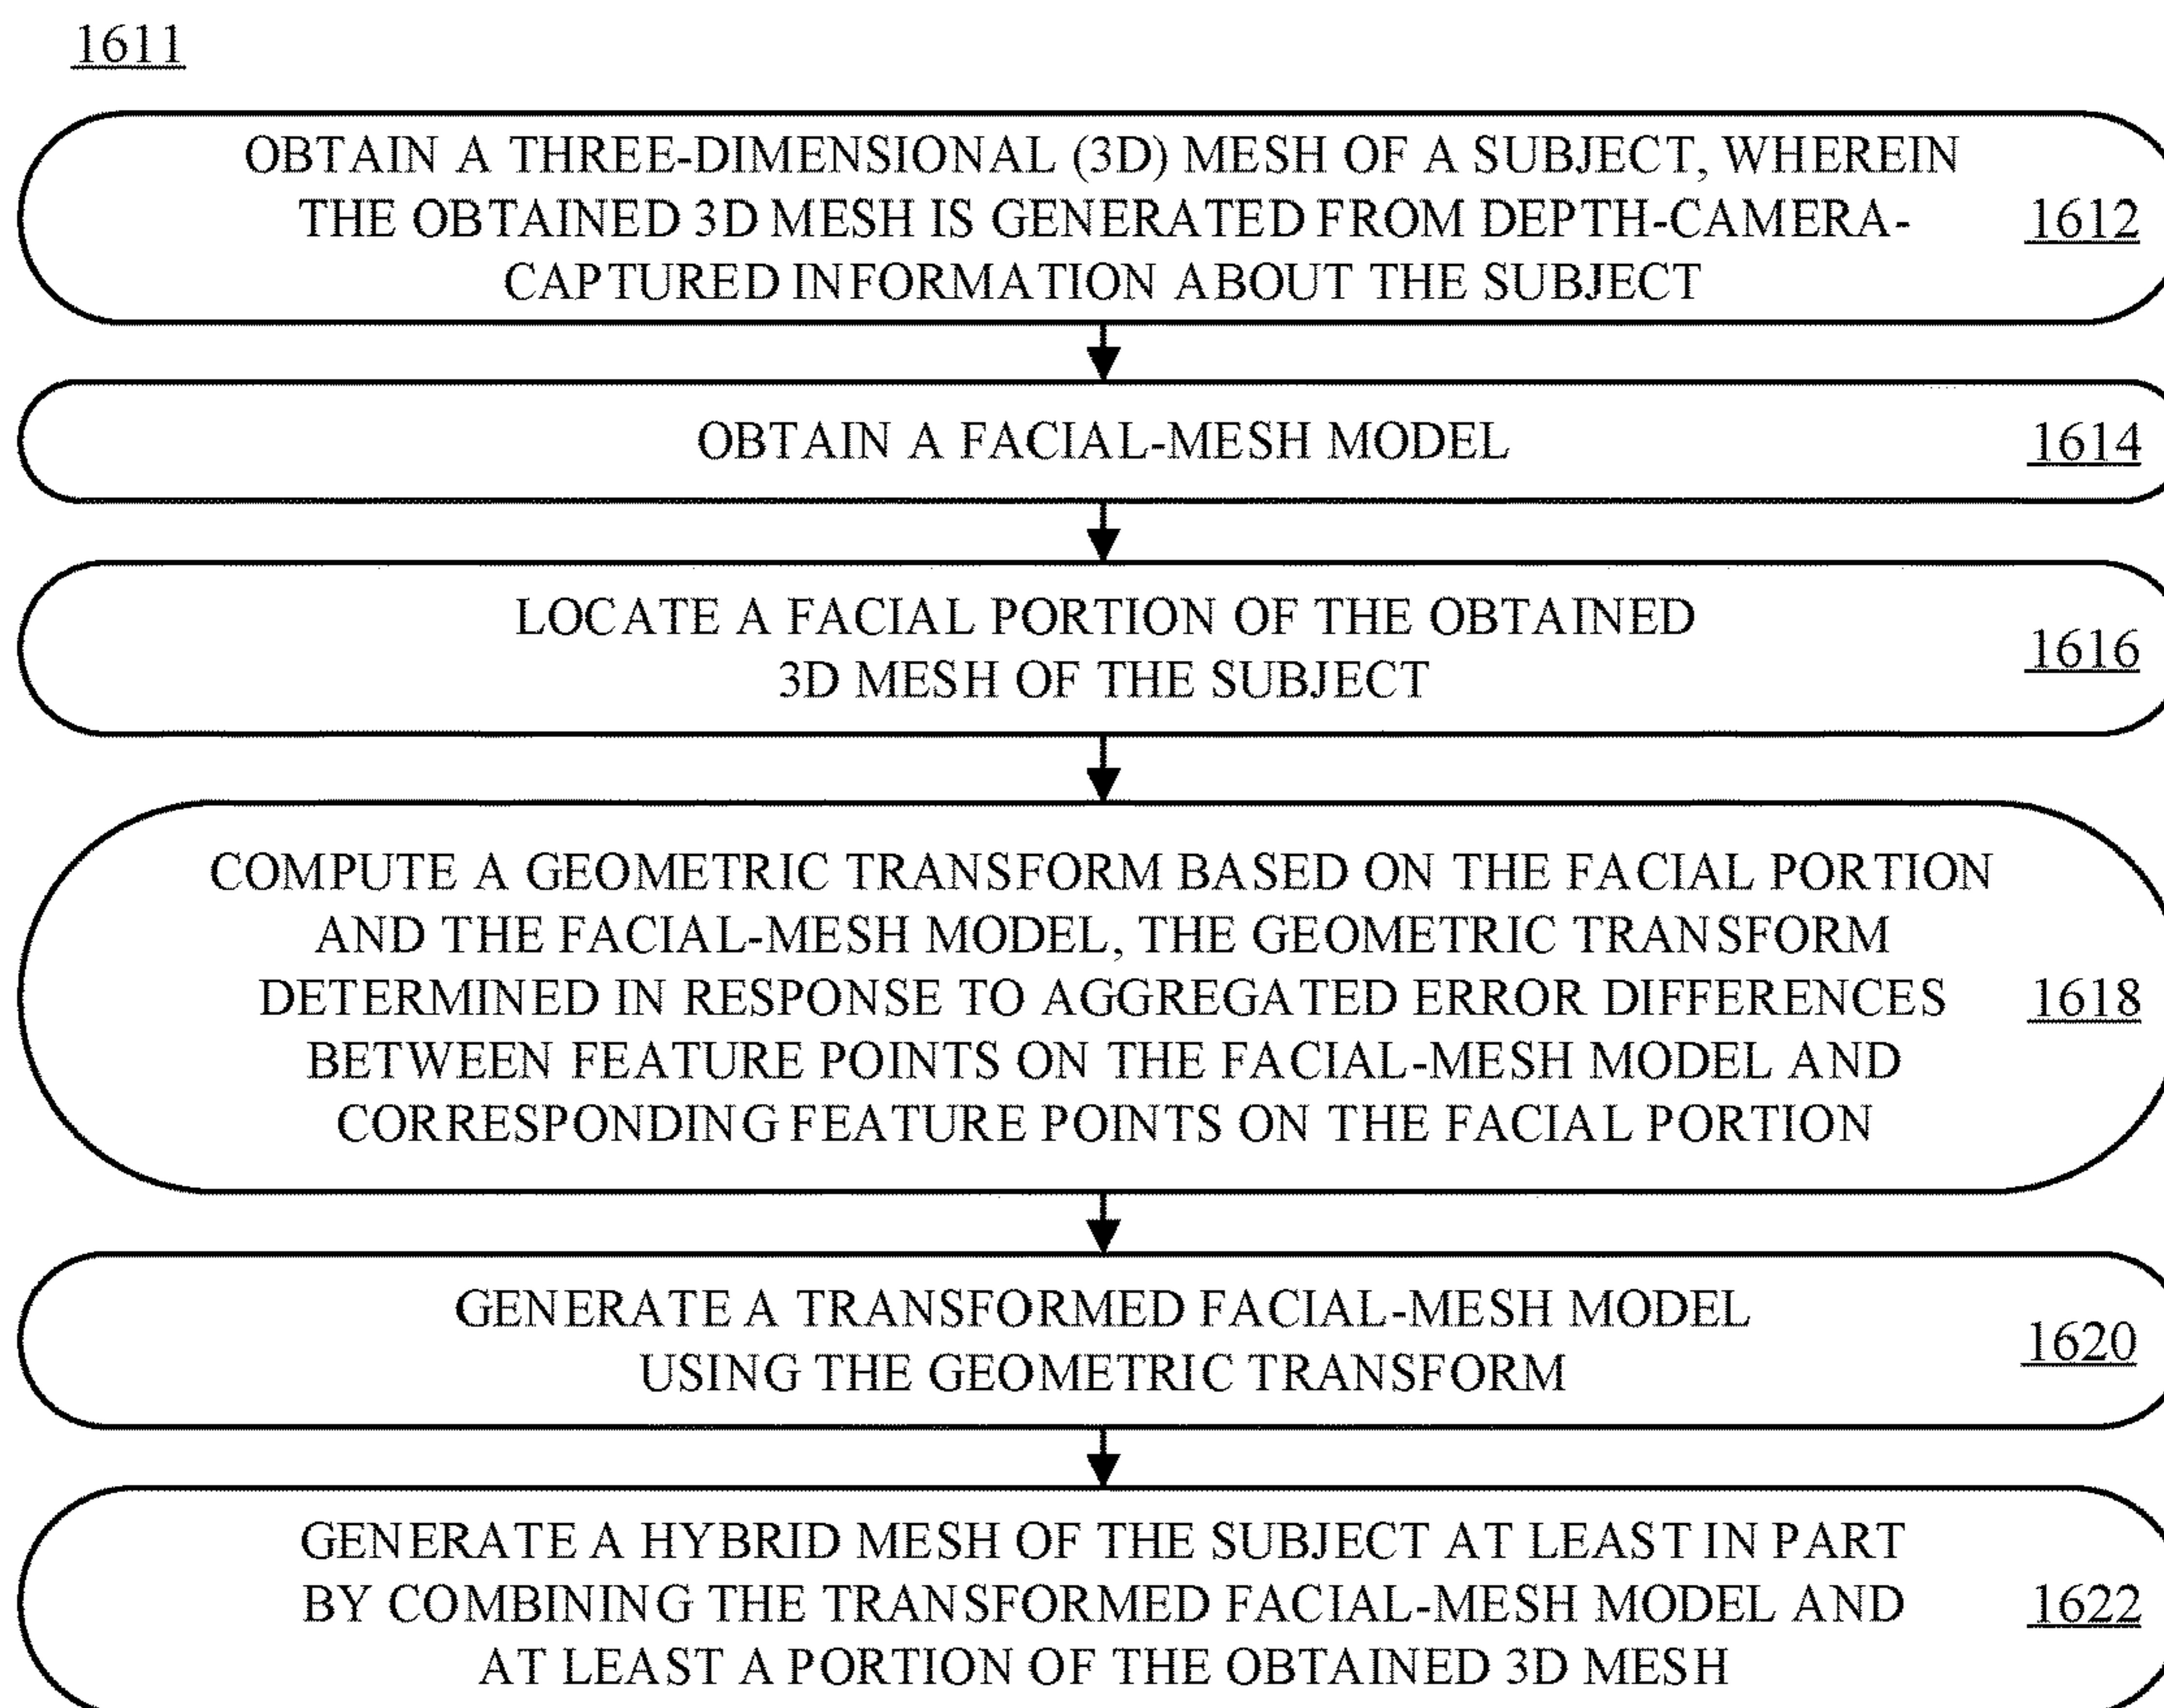 1611
OBTAIN A THREE-DIMENSIONAL (3D) MESH OF A SUBJECT, WHEREIN
THE OBTAINED 3D MESH IS GENERATED FROM DEPTH-CAMERA-
CAPTURED INFORMATION ABOUT THE SUBJECT
1612
OBTAIN A FACIAL-MESH MODEL
1614
LOCATE A FACIAL PORTION OF THE OBTAINED
3D MESH OF THE SUBJECT
1616
COMPUTE A GEOMETRIC TRANSFORM BASED ON THE FACIAL PORTION
AND THE FACIAL-MESH MODEL, THE GEOMETRIC TRANSFORM
DETERMINED IN RESPONSE TO AGGREGATED ERROR DIFFERENCES
BETWEEN FEATURE POINTS ON THE FACIAL-MESH MODEL AND
CORRESPONDING FEATURE POINTS ON THE FACIAL PORTION
1618
GENERATE A TRANSFORMED FACIAL-MESH MODEL
USING THE GEOMETRIC TRANSFORM
1620
GENERATE A HYBRID MESH OF THE SUBJECT AT LEAST IN PART
BY COMBINING THE TRANSFORMED FACIAL-MESH MODEL AND
AT LEAST A PORTION OF THE OBTAINED 3D MESH
1622